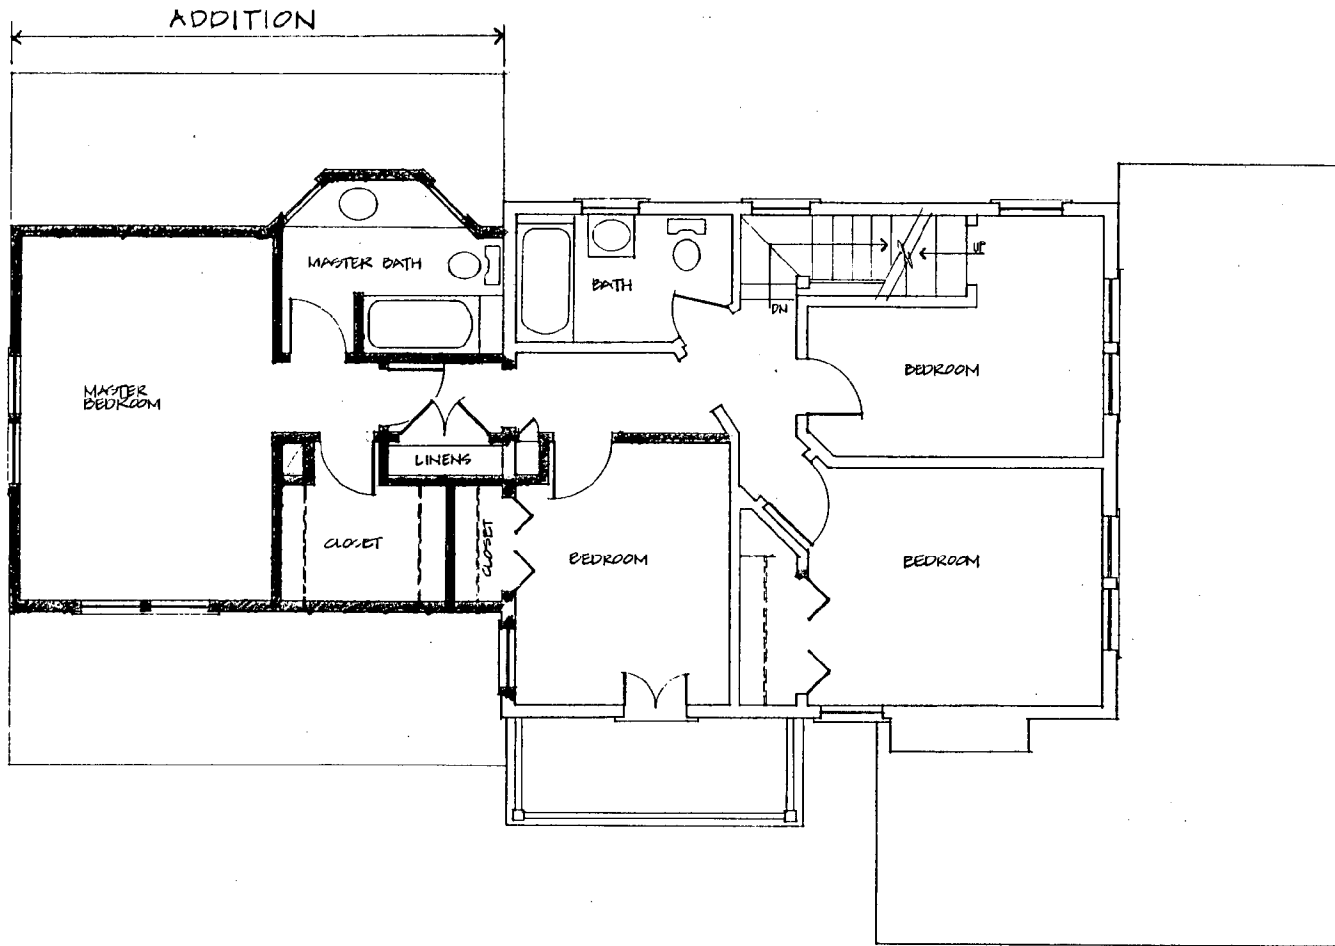 ADDITION
MASTER BATH
BATH
UP
DN
MASTER
BEDROOM
BEDROOM
LINENS
CLOSET
CLOSET
BEDROOM
BEDROOM